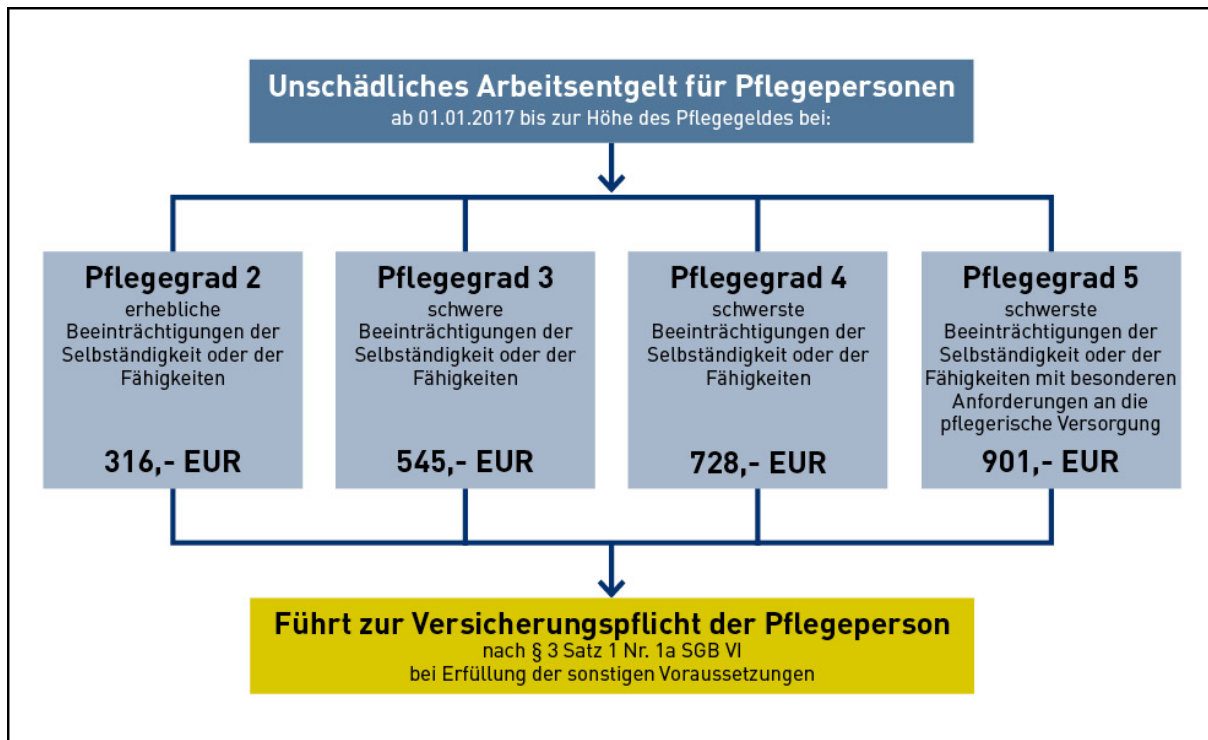 Unschädliches Arbeitsentgelt für Pflegepersonen
ab 01.01.2017 bis zur Höhe des Pflegegeldes bei:
Pflegegrad 2
erhebliche
Beeinträchtigungen der
Selbständigkeit oder der
Fähigkeiten
316,- EUR
Pflegegrad 3
schwere
Beeinträchtigungen der
Selbständigkeit oder der
Fähigkeiten
545,- EUR
Pflegegrad 4
schwerste
Beeinträchtigungen der
Selbständigkeit oder der
Fähigkeiten
728,- EUR
Pflegegrad 5
schwerste
Beeinträchtigungen der
Selbständigkeit oder der
Fähigkeiten mit besonderen
Anforderungen an die
pflegerische Versorgung
901,- EUR
Führt zur Versicherungspflicht der Pflegeperson
nach § 3 Satz 1 Nr. 1a SGB VI
bei Erfüllung der sonstigen Voraussetzungen